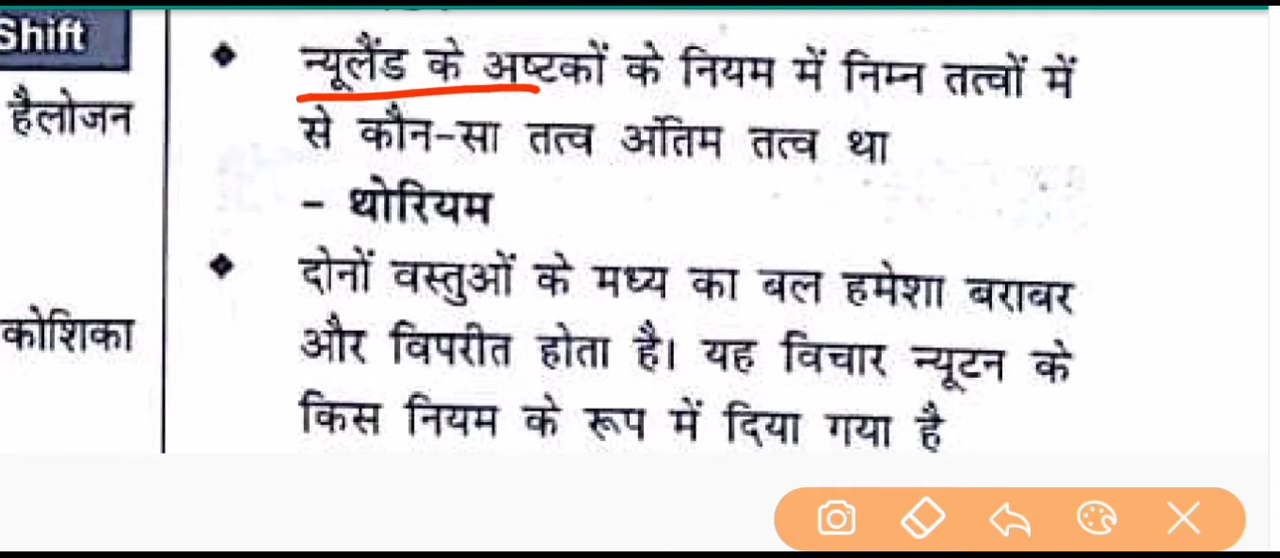 Shift
हैलोजन
कोशिका
❖ न्यूलैंड के अष्टकों के नियम में निम्न तत्वों में
से कौन-सा तत्व अंतिम तत्व था
– थोरियम
❖ दोनों वस्तुओं के मध्य का बल हमेशा बराबर
और विपरीत होता है। यह विचार न्यूटन के
किस नियम के रूप में दिया गया है